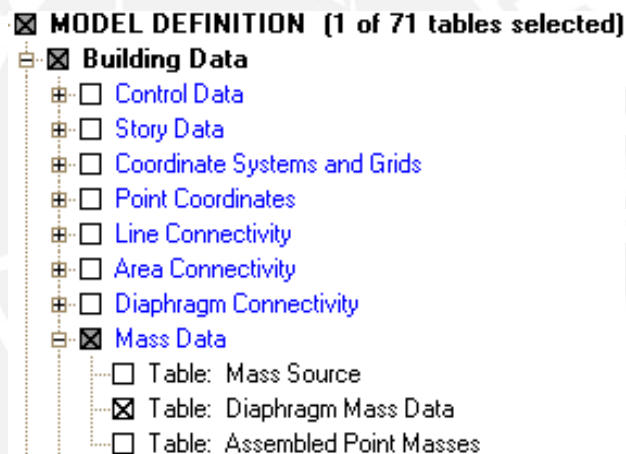 MODEL DEFINITION (1 of 71 tables selected)
Building Data
Control Data
Story Data
Coordinate Systems and Grids
Point Coordinates
Line Connectivity
Area Connectivity
Diaphragm Connectivity
Mass Data
Table: Mass Source
Table: Diaphragm Mass Data
Table: Assembled Point Masses